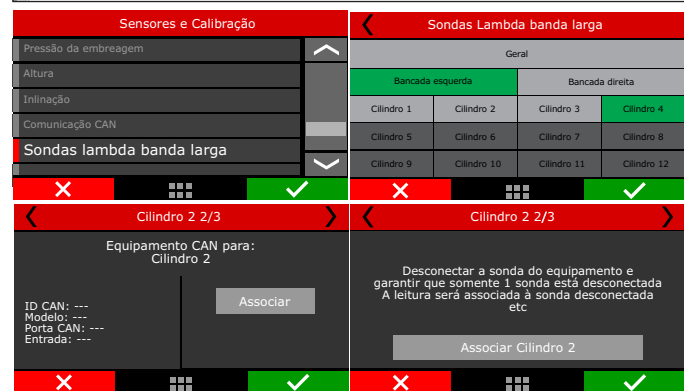 Sensores e Calibração
Pressão da embreagem
Altura
Inlinação
Comunicação CAN
Sondas lambda banda larga
Sondas Lambda banda larga
Geral
Bancada esquerda Bancada direita
Cilindro 1 Cilindro 2 Cilindro 3 Cilindro 4
Cilindro 5 Cilindro 6 Cilindro 7 Cilindro 8
Cilindro 9 Cilindro 10 Cilindro 11 Cilindro 12
Cilindro 2 2/3
Equipamento CAN para:
Cilindro 2
ID CAN: ---
Modelo: ---
Porta CAN: ---
Entrada: ---
Associar
Cilindro 2 2/3
Desconectar a sonda do equipamento e
garantir que somente 1 sonda está desconectada
A leitura será associada à sonda desconectada
etc
Associar Cilindro 2